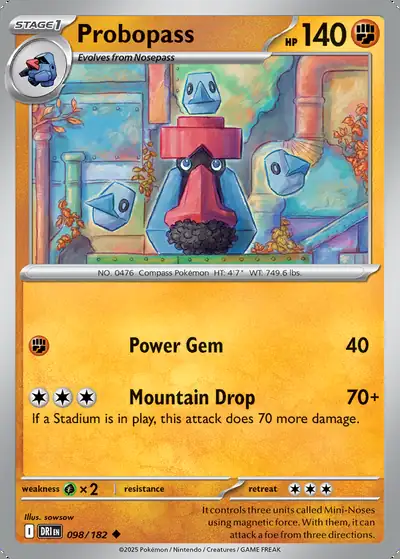 STAGE 1
Probopass
HP 140
Evolves from Nosepass
NO. 0476 Compass Pokémon HT: 4'7" WT: 749.6 lbs.
Power Gem 40
Mountain Drop 70+
If a Stadium is in play, this attack does 70 more damage.
weakness ×2 resistance retreat
Illus. sowsow
I DRI EN 098/182
It controls three units called Mini-Noses
using magnetic force. With them, it can
attack a foe from three directions.
©2025 Pokémon / Nintendo / Creatures / GAME FREAK